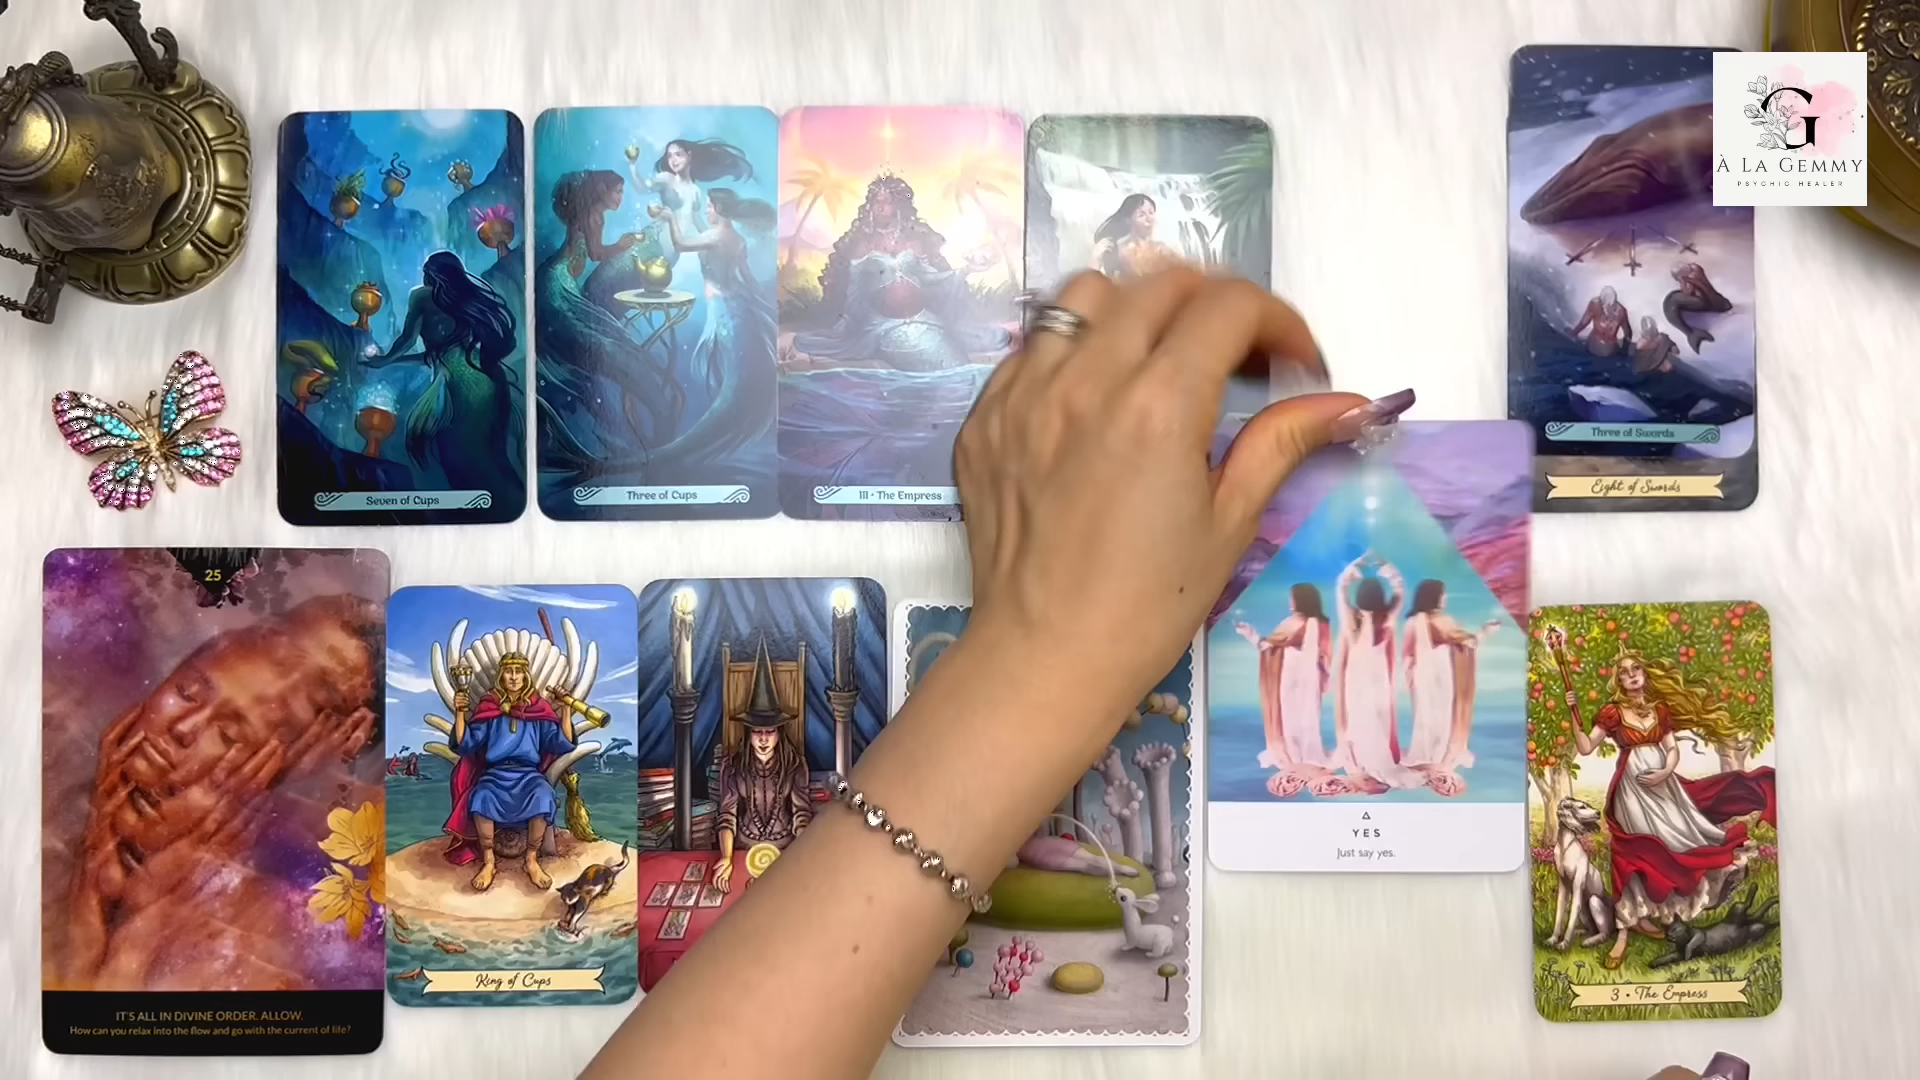 G
À LA GEMMY
PSYCHIC HEALER
Seven of Cups
Three of Cups
III • The Empress
Three of Swords
Eight of Swords
25
IT'S ALL IN DIVINE ORDER. ALLOW.
How can you relax into the flow and go with the current of life?
King of Cups
YES
Just say yes.
3 • The Empress